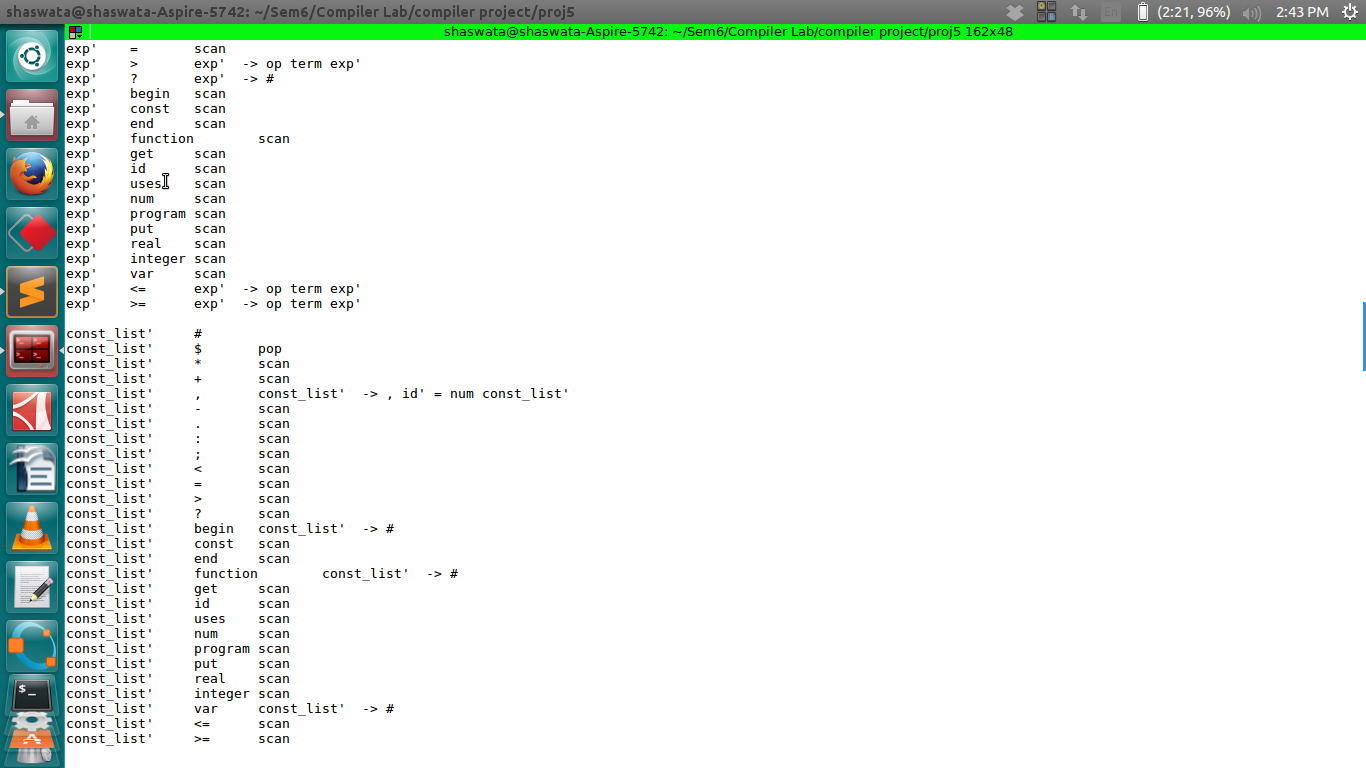 shaswata@shaswata-Aspire-5742: ~/Sem6/Compiler Lab/compiler project/proj5 En (2:21, 96%) 2:43 PM
shaswata@shaswata-Aspire-5742: ~/Sem6/Compiler Lab/compiler project/proj5 162x48
exp' = scan
exp' > exp' -> op term exp'
exp' ? exp' -> #
exp' begin scan
exp' const scan
exp' end scan
exp' function scan
exp' get scan
exp' id scan
exp' uses scan
exp' num scan
exp' program scan
exp' put scan
exp' real scan
exp' integer scan
exp' var scan
exp' <= exp' -> op term exp'
exp' >= exp' -> op term exp'
const_list' #
const_list' $ pop
const_list' * scan
const_list' + scan
const_list' , const_list' -> , id' = num const_list'
const_list' - scan
const_list' . scan
const_list' : scan
const_list' ; scan
const_list' < scan
const_list' = scan
const_list' > scan
const_list' ? scan
const_list' begin const_list' -> #
const_list' const scan
const_list' end scan
const_list' function const_list' -> #
const_list' get scan
const_list' id scan
const_list' uses scan
const_list' num scan
const_list' program scan
const_list' put scan
const_list' real scan
const_list' integer scan
const_list' var const_list' -> #
const_list' <= scan
const_list' >= scan